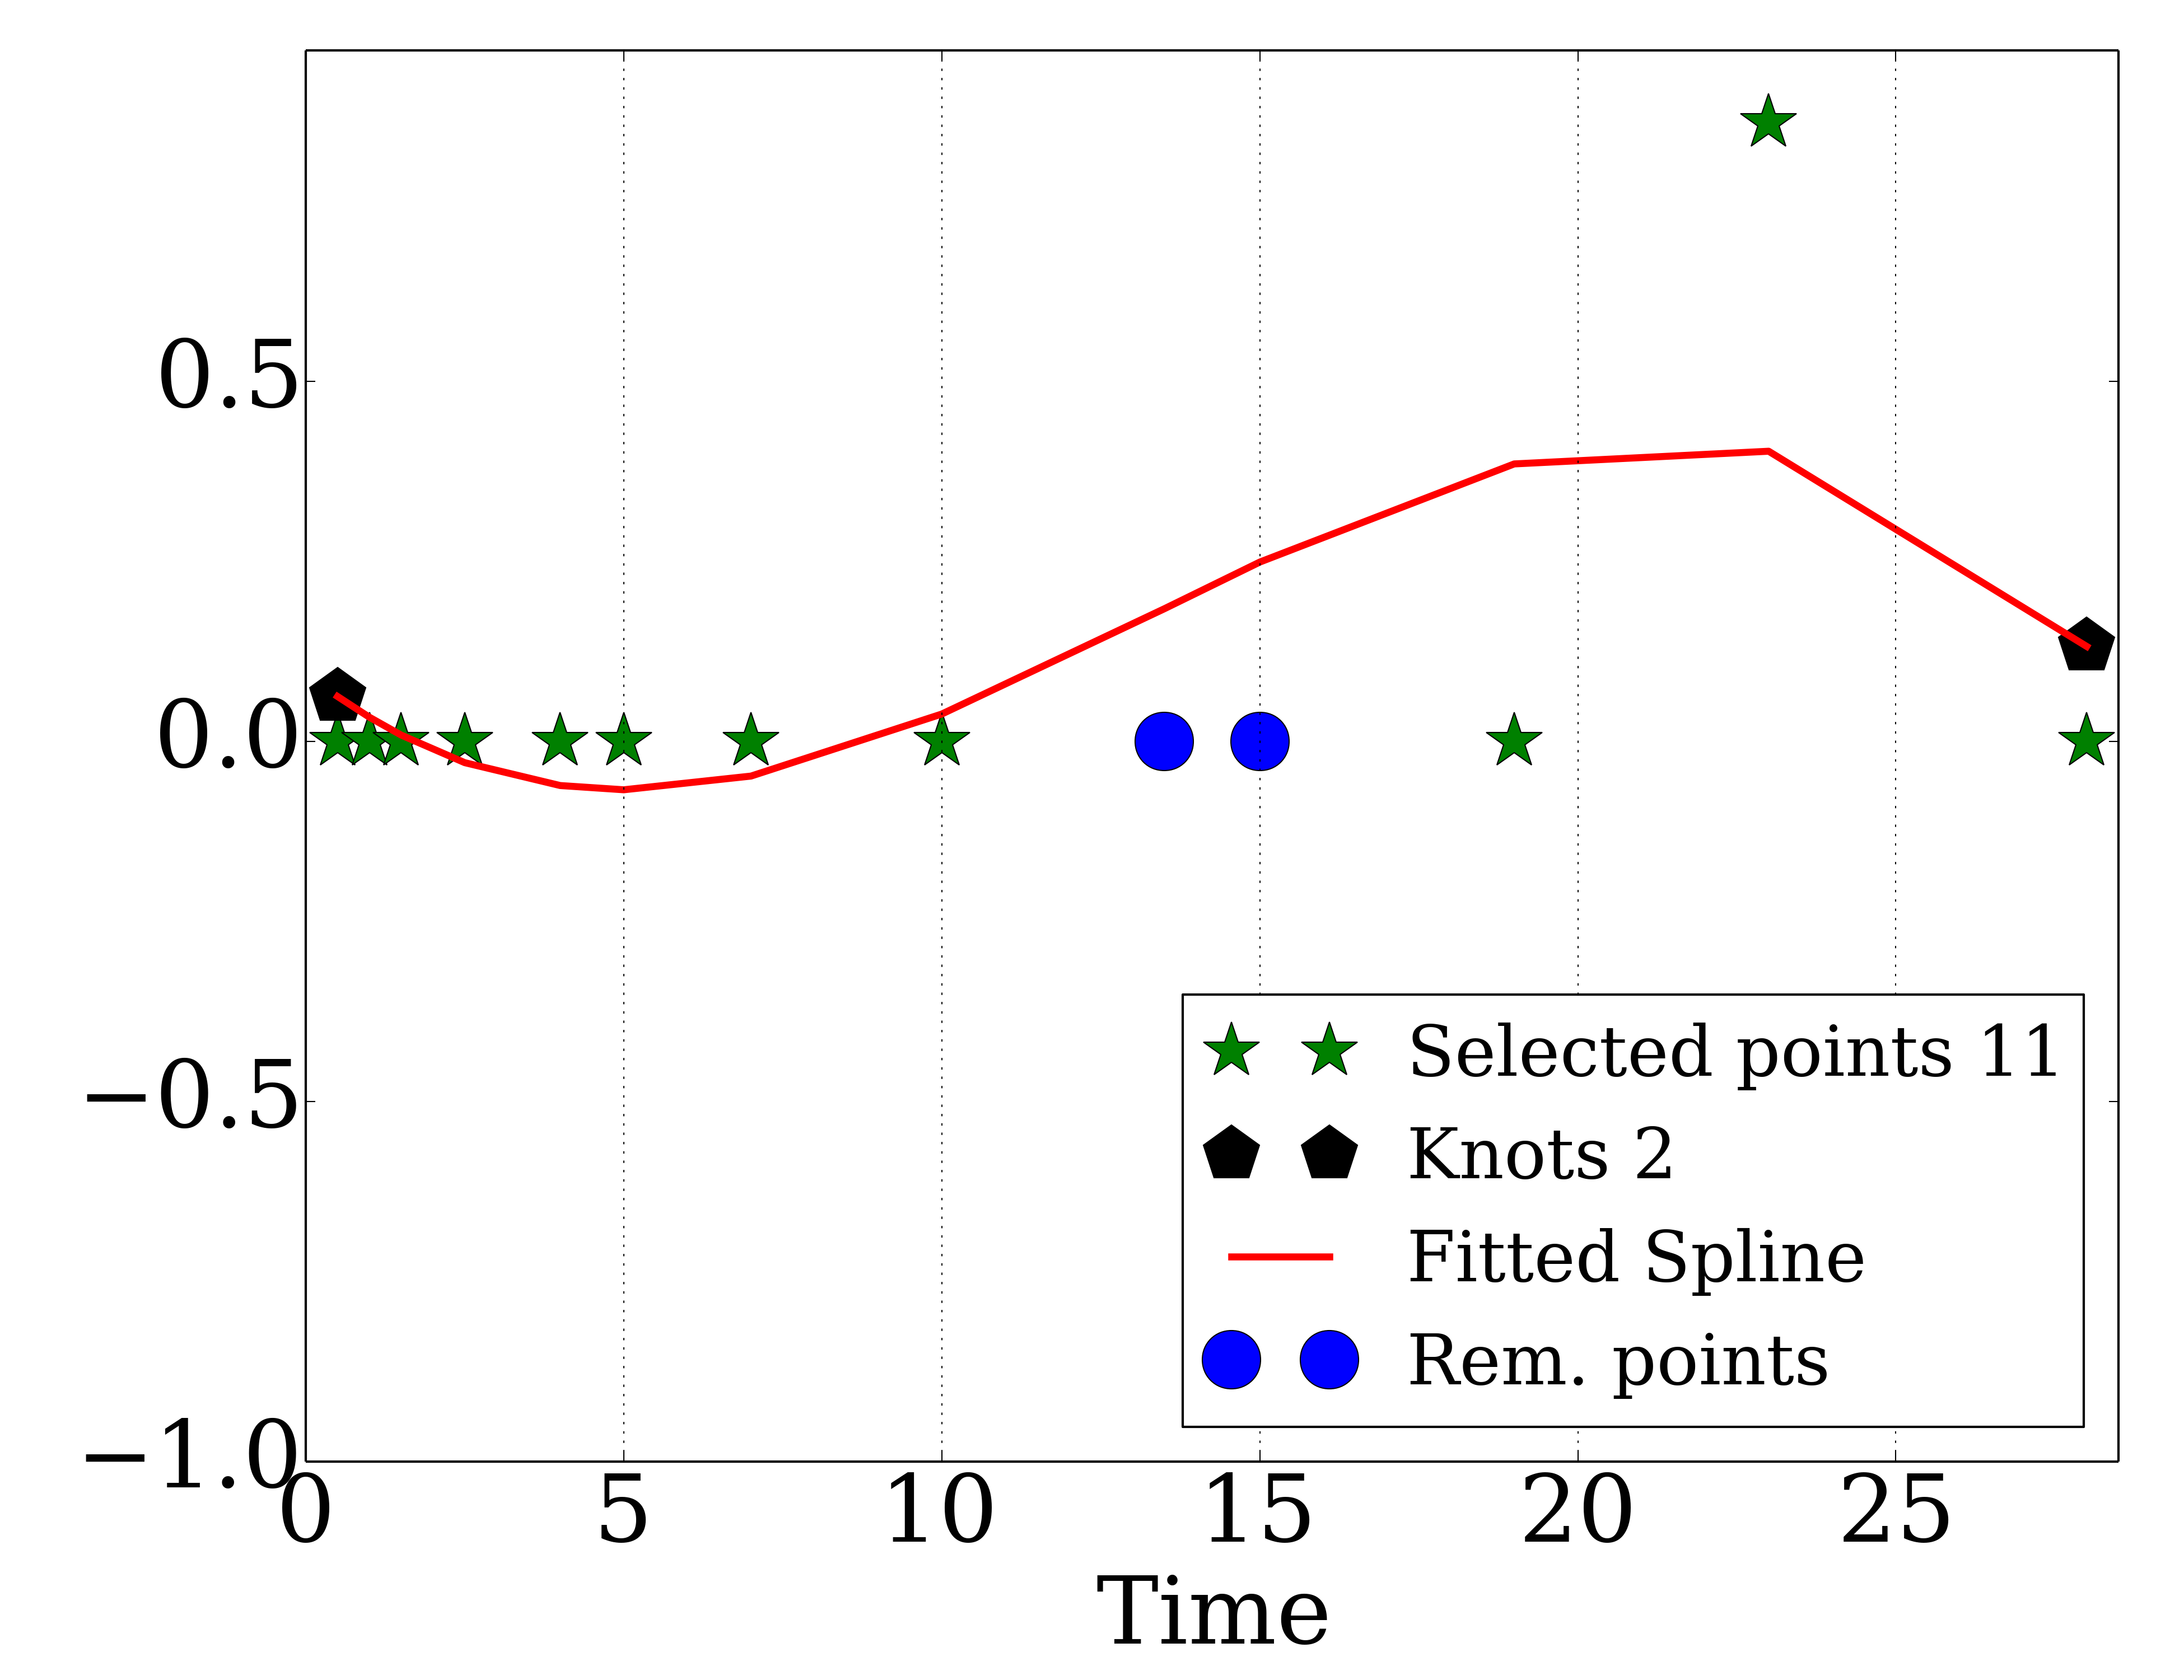 0.5
0.0
−0.5
−1.0
0 5 10 15 20 25
Time
Selected points 11
Knots 2
Fitted Spline
Rem. points